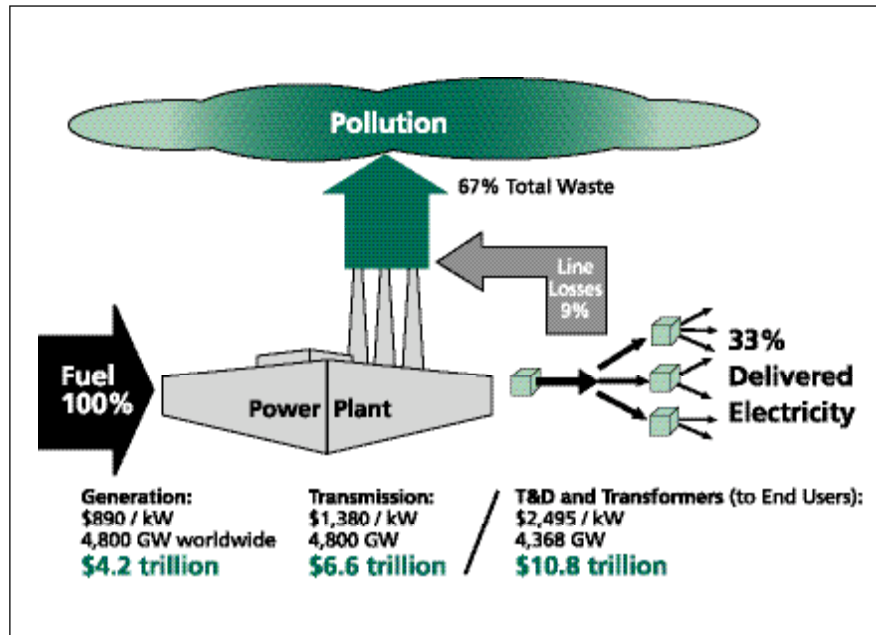 Pollution
67% Total Waste
Line
Losses
9%
Fuel
100%
Power Plant
33%
Delivered
Electricity
Generation:
$890 / kW
4,800 GW worldwide
$4.2 trillion
Transmission:
$1,380 / kW
4,800 GW
$6.6 trillion
T&D and Transformers (to End Users):
$2,495 / kW
4,368 GW
$10.8 trillion